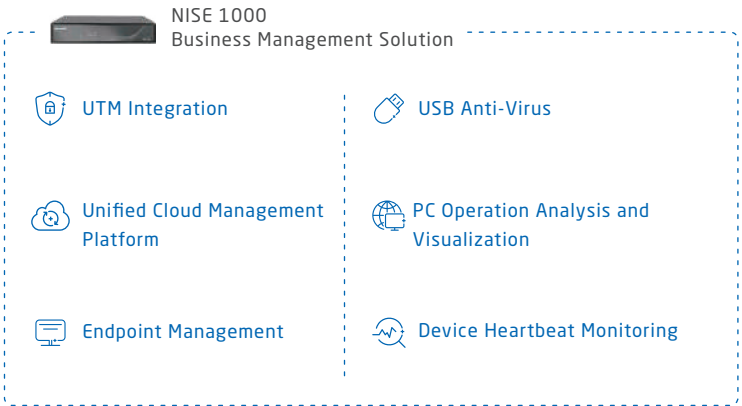 NISE 1000
Business Management Solution
UTM Integration
USB Anti-Virus
Unified Cloud Management
Platform
PC Operation Analysis and
Visualization
Endpoint Management
Device Heartbeat Monitoring